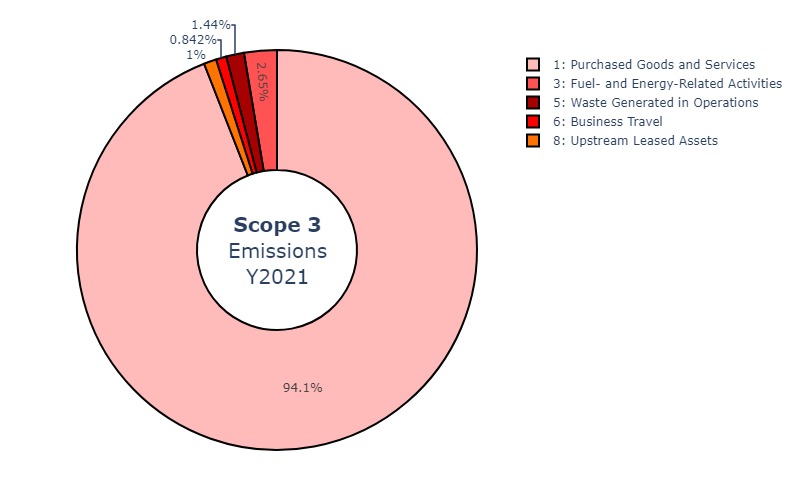 1.44%
0.842%
1%
2.65%
94.1%
Scope 3
Emissions
Y2021
1: Purchased Goods and Services
3: Fuel- and Energy-Related Activities
5: Waste Generated in Operations
6: Business Travel
8: Upstream Leased Assets